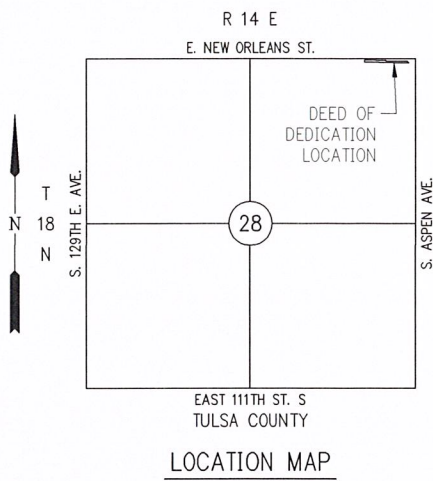 R 14 E
E. NEW ORLEANS ST.
DEED OF
DEDICATION
LOCATION
T
18
N
N
S. 129TH E. AVE.
28
S. ASPEN AVE.
EAST 111TH ST. S
TULSA COUNTY
LOCATION MAP